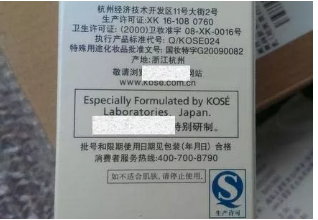 杭州经济技术开发区11号大街2号
生产许可证:XK 16-108 0760
卫生许可证: (2000)卫妆准字 08-XK-0016号
执行产品标准代号: Q/KOSE024
特殊用途化妆品批准文号: 国妆特字G20090082
产地:浙江杭州
敬请浏 网站
www.kose.com.cn
Especially Formulated by KOSÉ
Laboratories, Japan.
特别研制。
批号和限期使用日期见包装(年/月/日) 合格
消费者服务热线:400-700-8790
如不适合肌肤,请停止使用。